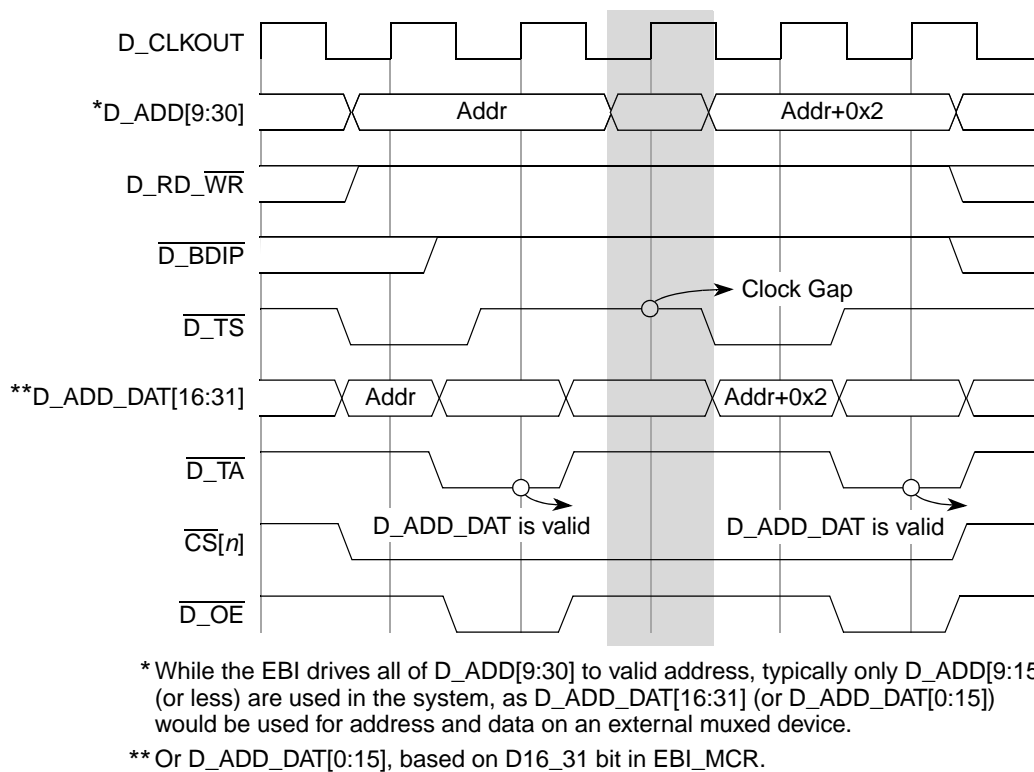 D_CLKOUT
*D_ADD[9:30]
Addr
Addr+0x2
D_RD_WR
D_BDIP
Clock Gap
D_TS
**D_ADD_DAT[16:31]
Addr
Addr+0x2
D_TA
D_ADD_DAT is valid
D_ADD_DAT is valid
CS[n]
D_OE
* While the EBI drives all of D_ADD[9:30] to valid address, typically only D_ADD[9:15
(or less) are used in the system, as D_ADD_DAT[16:31] (or D_ADD_DAT[0:15])
would be used for address and data on an external muxed device.
** Or D_ADD_DAT[0:15], based on D16_31 bit in EBI_MCR.